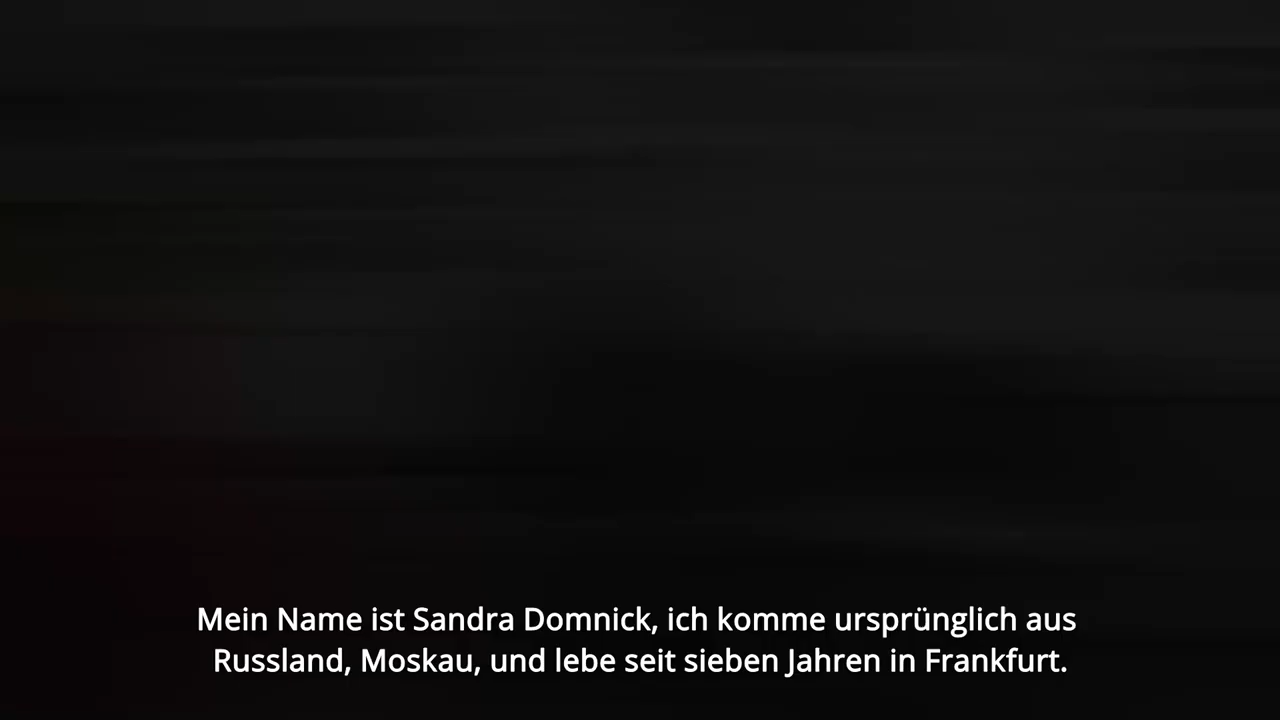 Mein Name ist Sandra Domnick, ich komme ursprünglich aus
Russland, Moskau, und lebe seit sieben Jahren in Frankfurt.